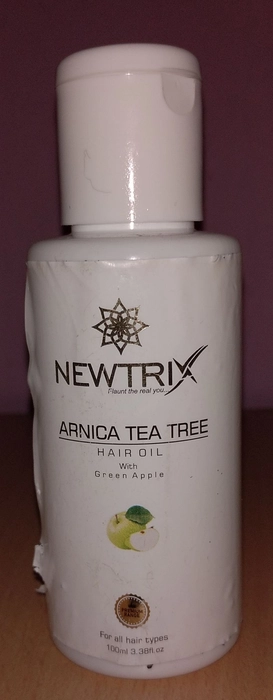 NEWTRIX
Flaunt the real you...
ARNICA TEA TREE
HAIR OIL
With
Green Apple
For all hair types
100ml 3.38fl.oz